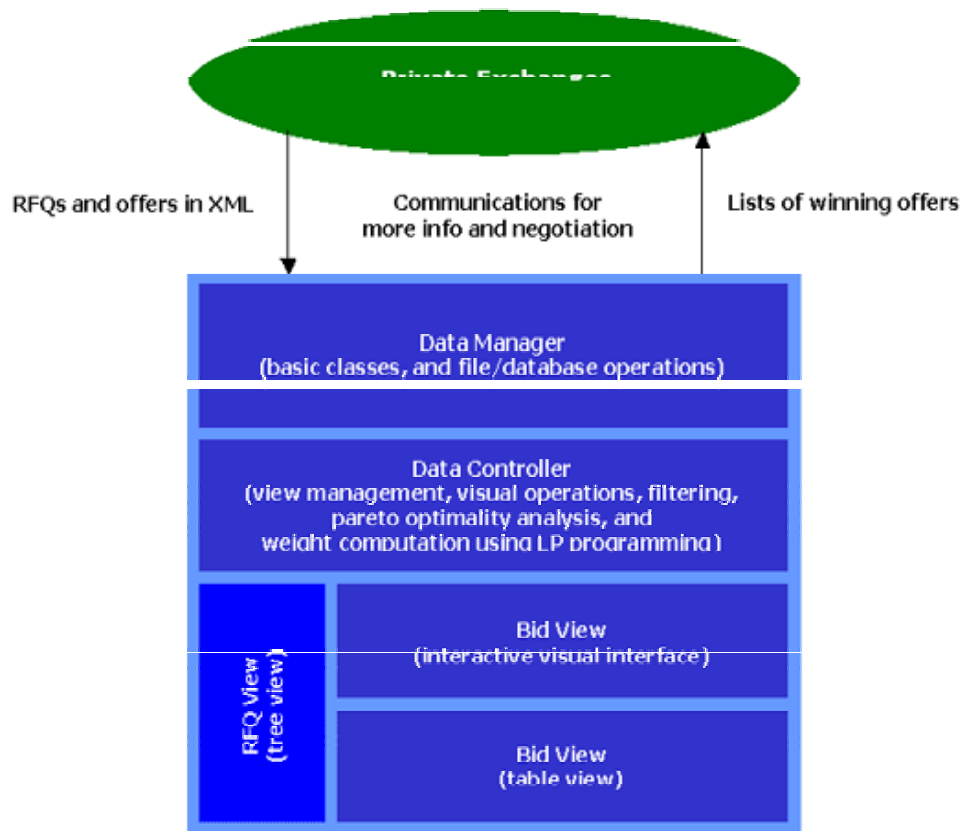 Private Exchanges
RFQs and offers in XML
Communications for
more info and negotiation
Lists of winning offers
Data Manager
(basic classes, and file/database operations)
Data Controller
(view management, visual operations, filtering,
pareto optimality analysis, and
weight computation using LP programming)
RFQ View
(tree view)
Bid View
(interactive visual interface)
Bid View
(table view)